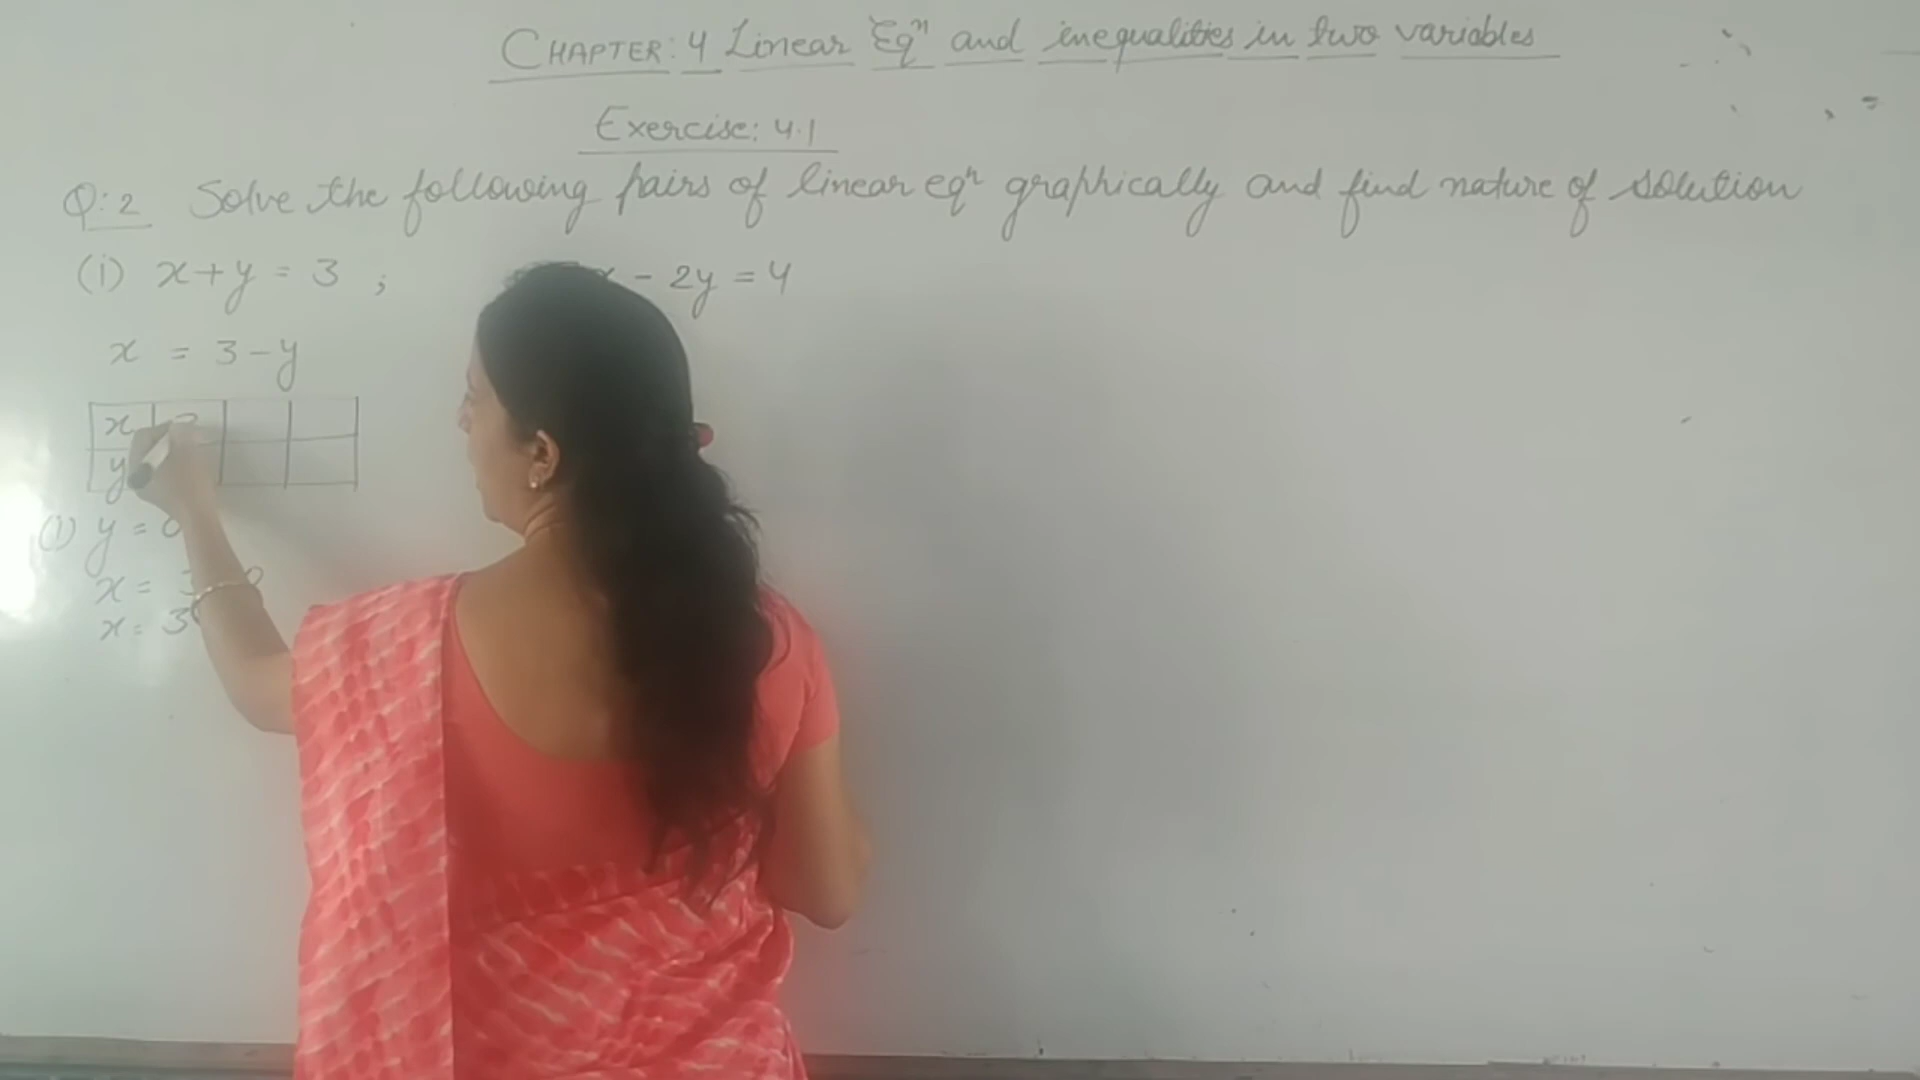 CHAPTER: 4 Linear Eqⁿ and inequalities in two variables
Exercise: 4.1
Q:2 Solve the following pairs of linear eqⁿ graphically and find nature of solution
(i) x+y = 3 ; x - 2y = 4
x = 3-y
x
y
(1) y = 0
x =
x = 3